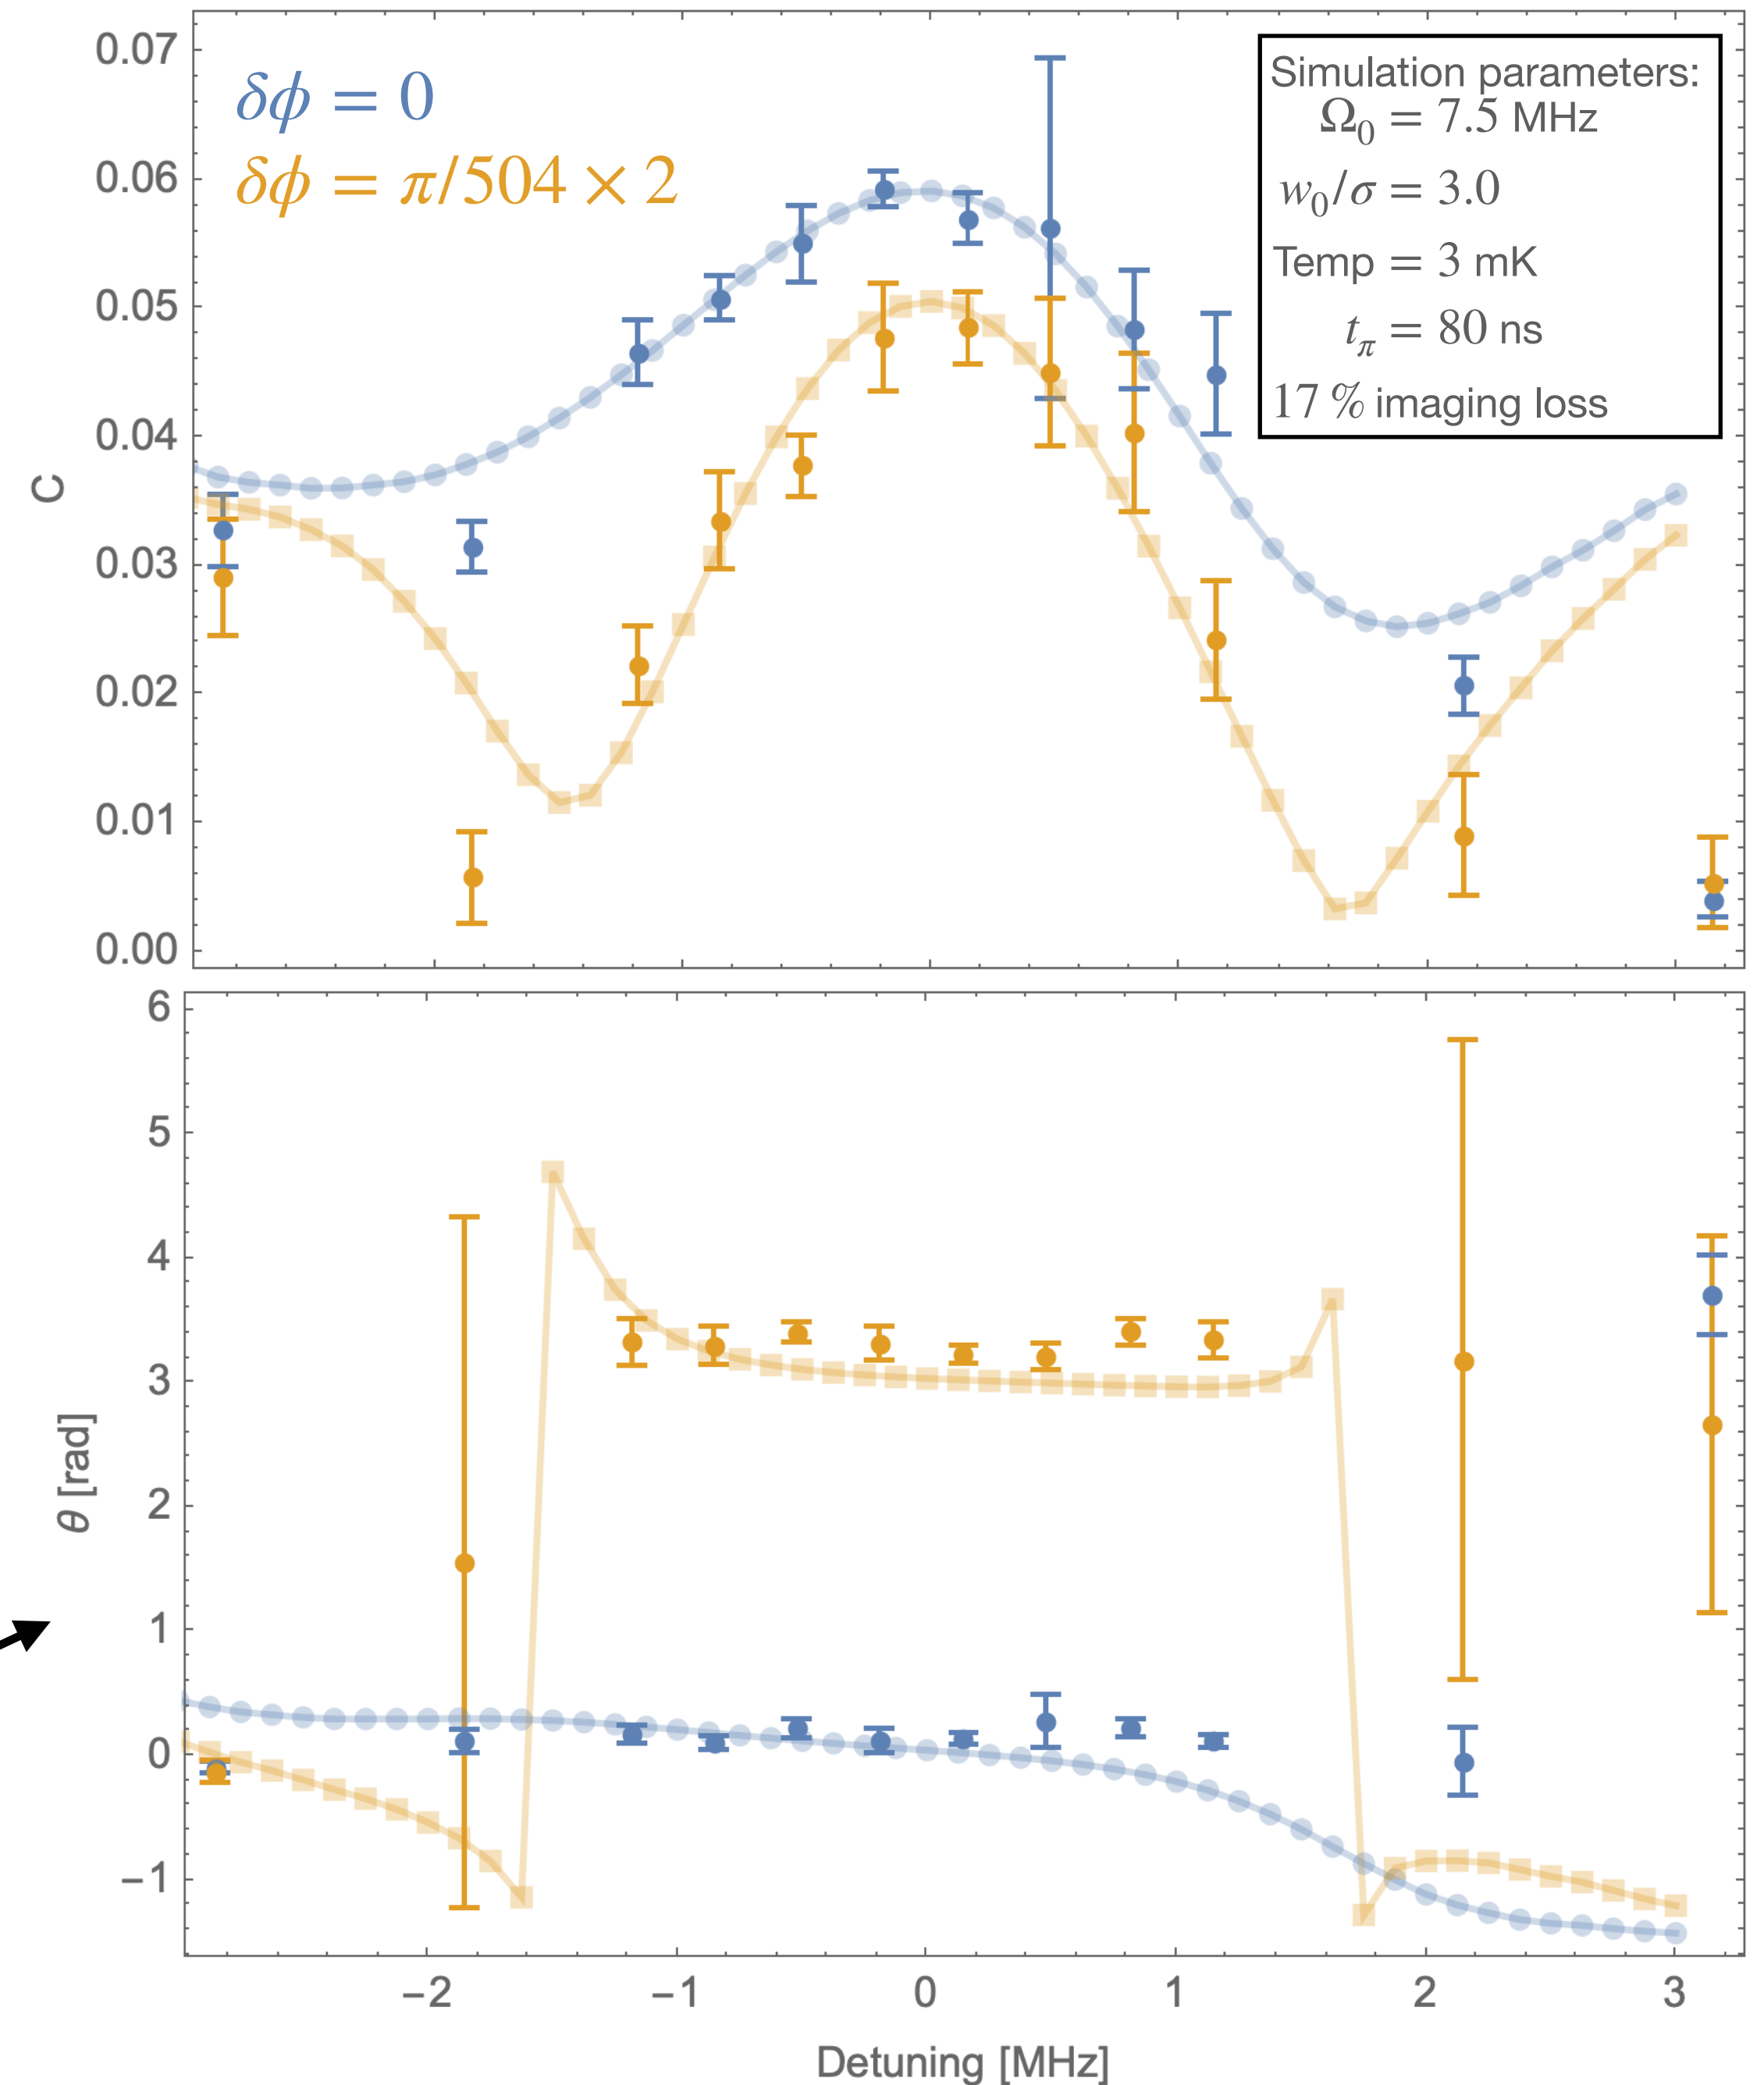 0.07
0.06
0.05
0.04
0.03
0.02
0.01
0.00
C
δϕ = 0
δϕ = π/504 × 2
Simulation parameters:
Ω₀ = 7.5 MHz
w₀/σ = 3.0
Temp = 3 mK
t_π = 80 ns
17 % imaging loss
6
5
4
3
2
1
0
−1
θ [rad]
−2 −1 0 1 2 3
Detuning [MHz]